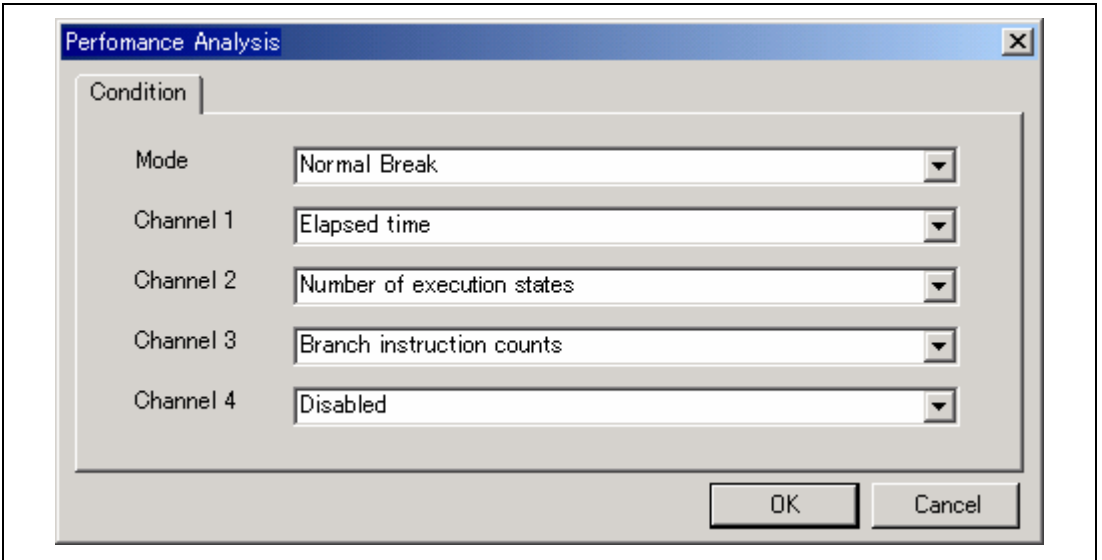 Perfomance Analysis
Condition
Mode Normal Break
Channel 1 Elapsed time
Channel 2 Number of execution states
Channel 3 Branch instruction counts
Channel 4 Disabled
OK Cancel